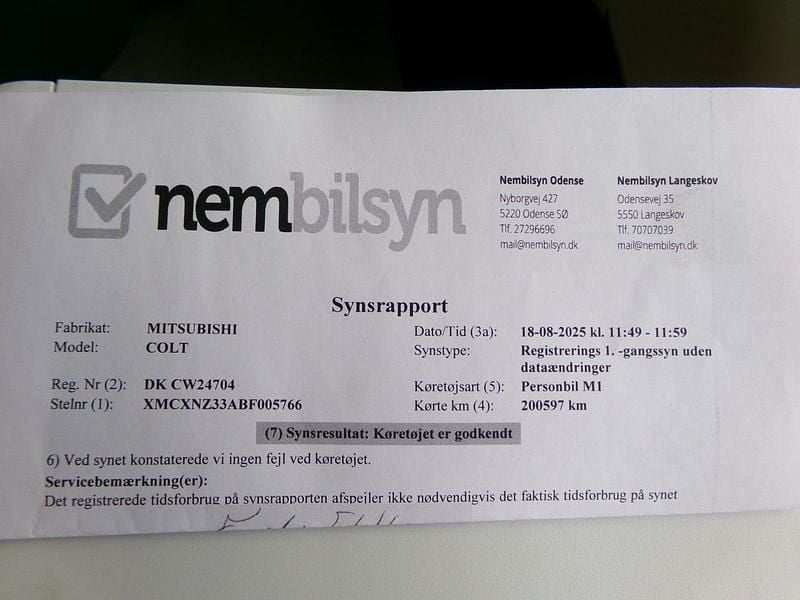 nembilsyn
Nembilsyn Odense
Nyborgvej 427
5220 Odense SØ
Tlf. 27296696
mail@nembilsyn.dk
Nembilsyn Langeskov
Odensevej 35
5550 Langeskov
Tlf. 70707039
mail@nembilsyn.dk
Synsrapport
Fabrikat: MITSUBISHI
Model: COLT
Reg. Nr (2): DK CW24704
Stelnr (1): XMCXNZ33ABF005766
Dato/Tid (3a): 18-08-2025 kl. 11:49 - 11:59
Synstype: Registrerings 1. -gangssyn uden
dataændringer
Køretøjsart (5): Personbil M1
Kørte km (4): 200597 km
(7) Synsresultat: Køretøjet er godkendt
6) Ved synet konstaterede vi ingen fejl ved køretøjet.
Servicebemærkning(er):
Det registrerede tidsforbrug på synsrapporten afspejler ikke nødvendigvis det faktisk tidsforbrug på synet